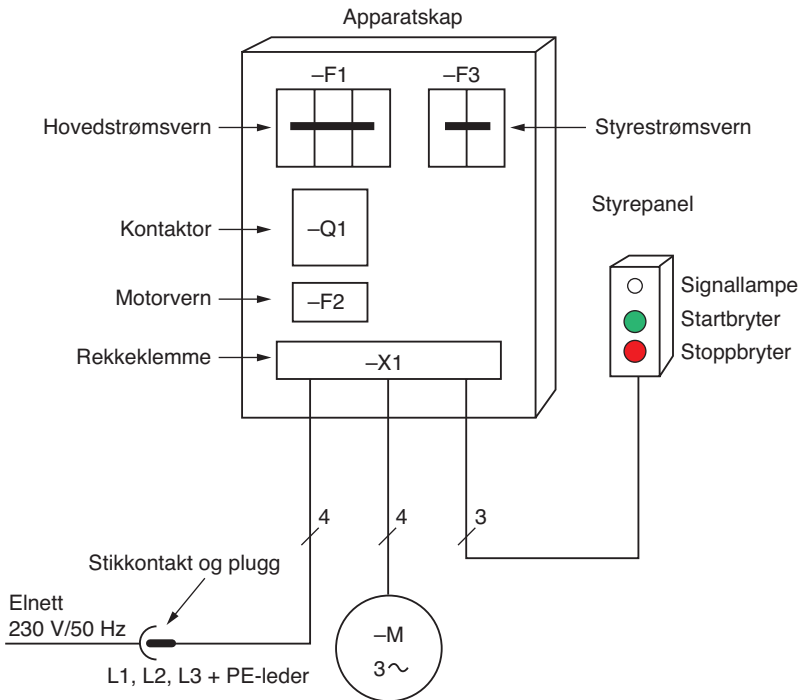 Apparatskap
–F1
–F3
Hovedstrømsvern
Styrestrømsvern
Styrepanel
Kontaktor
–Q1
Signallampe
Motorvern
–F2
Startbryter
Stoppbryter
Rekkeklemme
–X1
4
4
3
Stikkontakt og plugg
Elnett
230 V/50 Hz
L1, L2, L3 + PE-leder
–M
3~